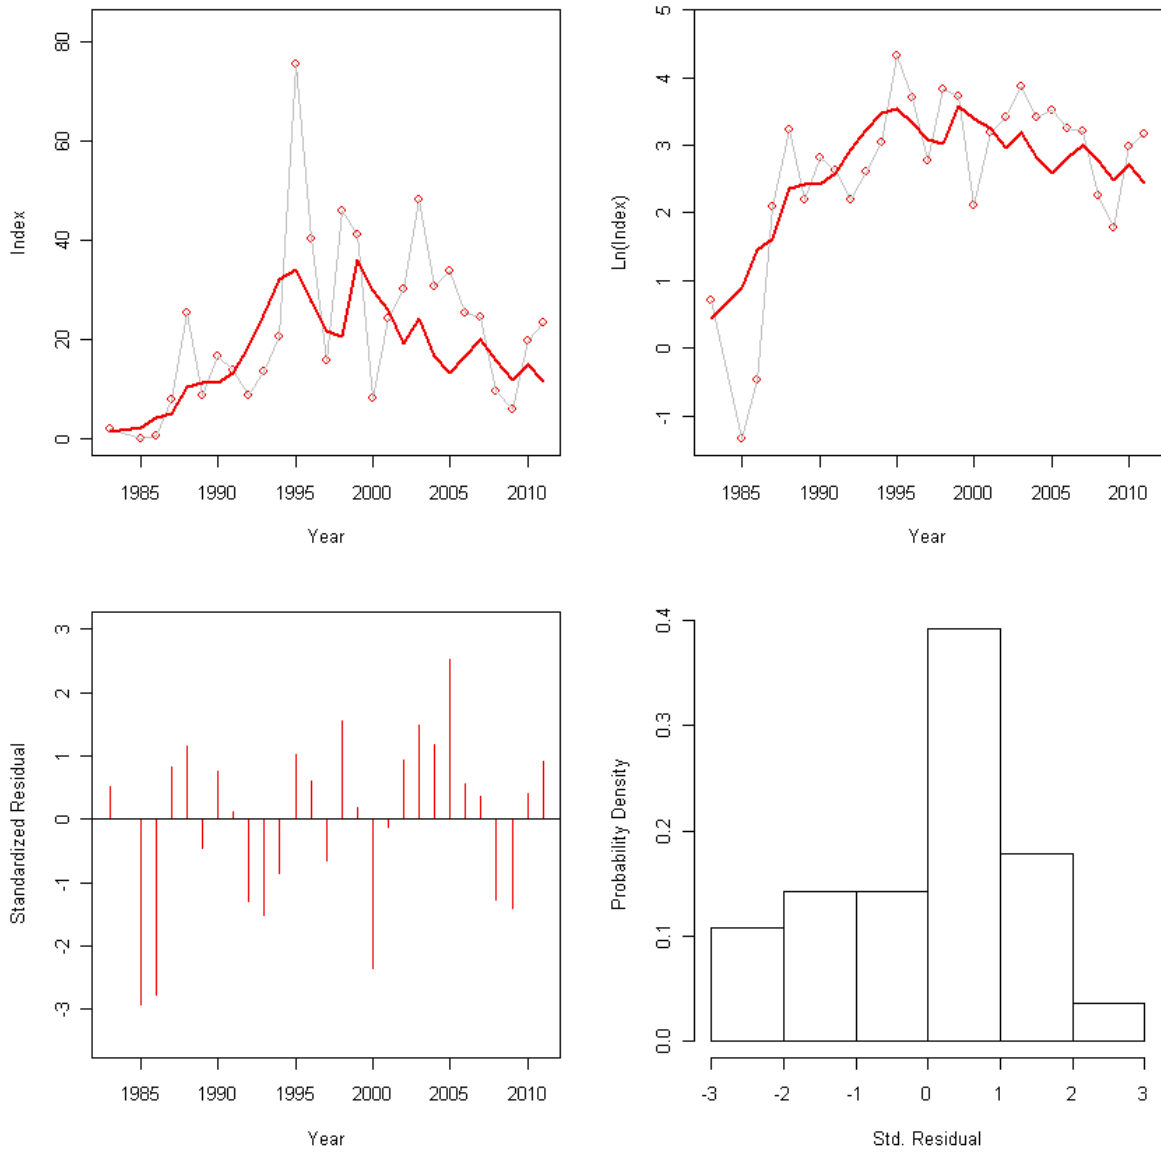 80
60
40
20
0
Index
1985 1990 1995 2000 2005 2010
Year
5
4
3
2
1
0
-1
Ln(Index)
1985 1990 1995 2000 2005 2010
Year
3
2
1
0
-1
-2
-3
Standardized Residual
1985 1990 1995 2000 2005 2010
Year
0.4
0.3
0.2
0.1
0.0
Probability Density
-3 -2 -1 0 1 2 3
Std. Residual